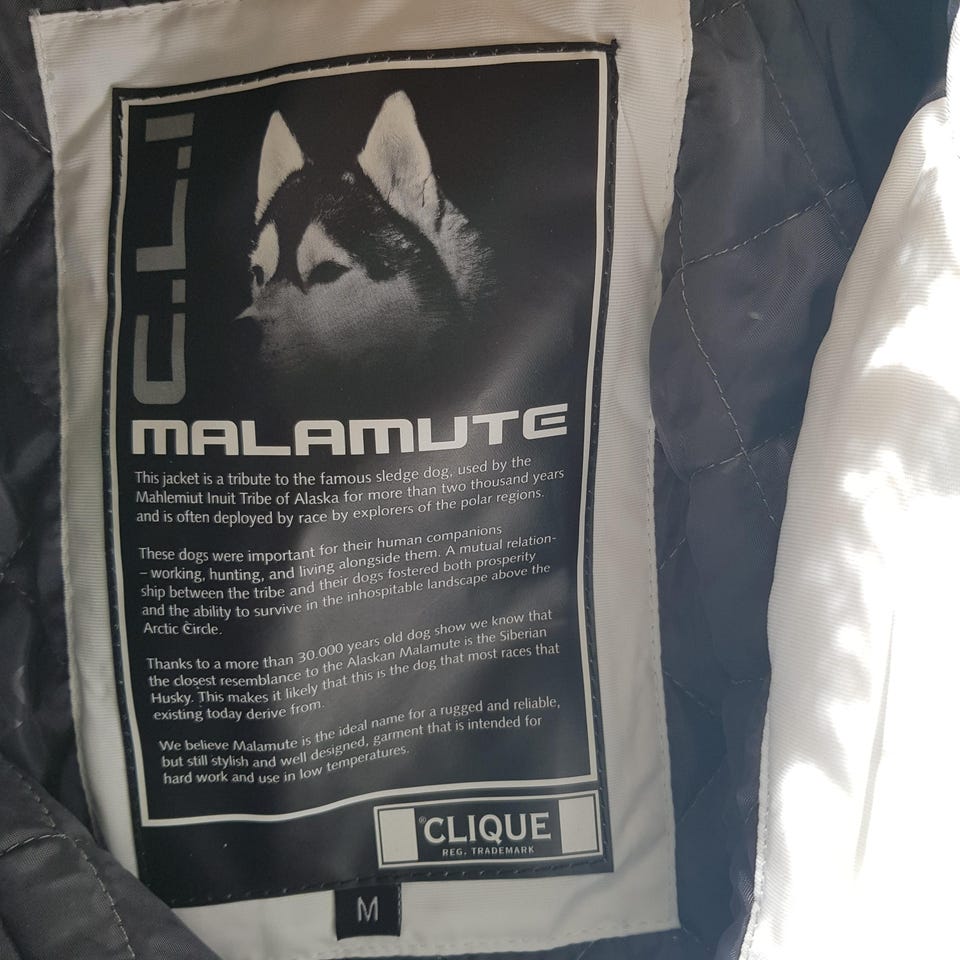 C.L.I
MALAMUTE
This jacket is a tribute to the famous sledge dog, used by the
Mahlemiut Inuit Tribe of Alaska for more than two thousand years
and is often deployed by race by explorers of the polar regions.
These dogs were important for their human companions
– working, hunting, and living alongside them. A mutual relation-
ship between the tribe and their dogs fostered both prosperity
and the ability to survive in the inhospitable landscape above the
Arctic Circle.
Thanks to a more than 30.000 years old dog show we know that
the closest resemblance to the Alaskan Malamute is the Siberian
Husky. This makes it likely that this is the dog that most races that
existing today derive from.
We believe Malamute is the ideal name for a rugged and reliable,
but still stylish and well designed, garment that is intended for
hard work and use in low temperatures.
®CLIQUE
REG. TRADEMARK
M